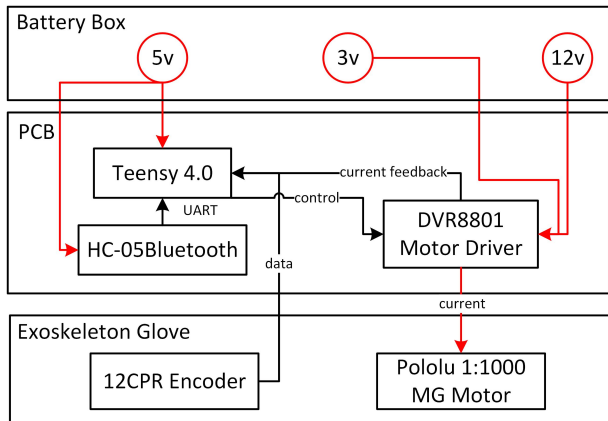 Battery Box
5v
3v
12v
PCB
Teensy 4.0
current feedback
control
UART
DVR8801
Motor Driver
HC-05Bluetooth
data
current
Exoskeleton Glove
12CPR Encoder
Pololu 1:1000
MG Motor